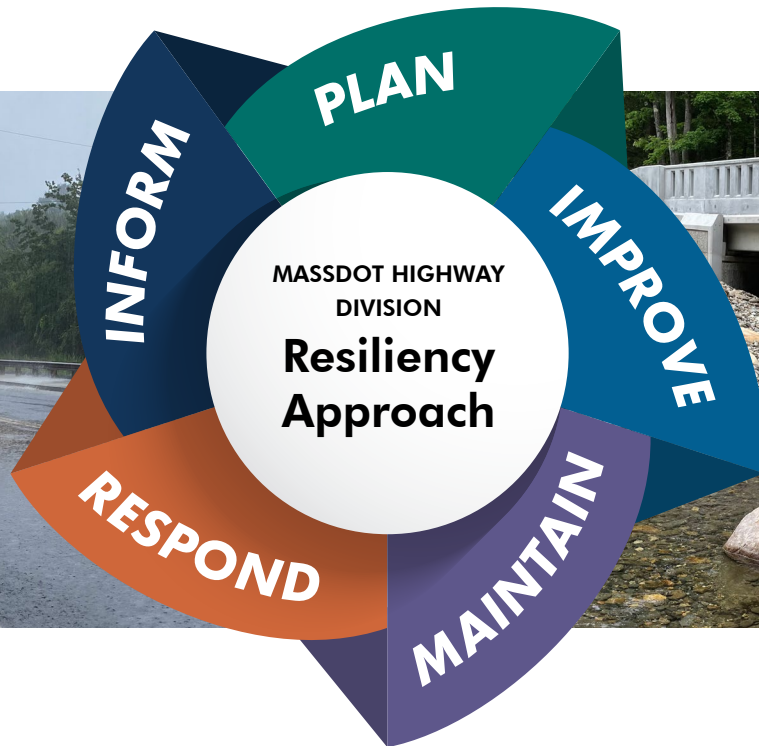 PLAN
IMPROVE
MAINTAIN
RESPOND
INFORM
MASSDOT HIGHWAY
DIVISION
Resiliency
Approach